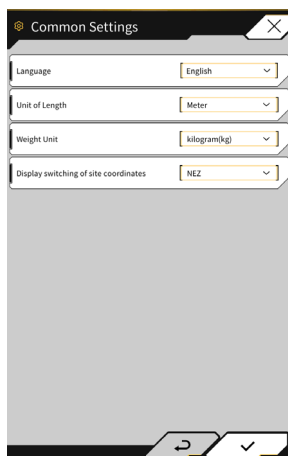 Common Settings
Language
English
Unit of Length
Meter
Weight Unit
kilogram(kg)
Display switching of site coordinates
NEZ